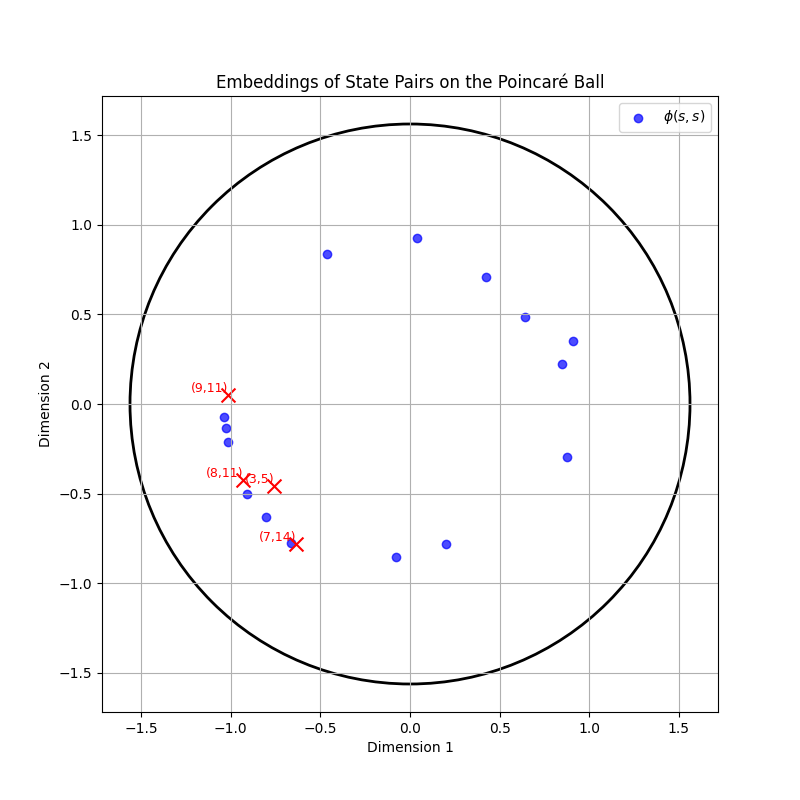 Embeddings of State Pairs on the Poincaré Ball
ϕ(s, s)
1.5
1.0
0.5
0.0
−0.5
−1.0
−1.5
Dimension 2
(9,11)
(8,11)
(3,5)
(7,14)
−1.5 −1.0 −0.5 0.0 0.5 1.0 1.5
Dimension 1